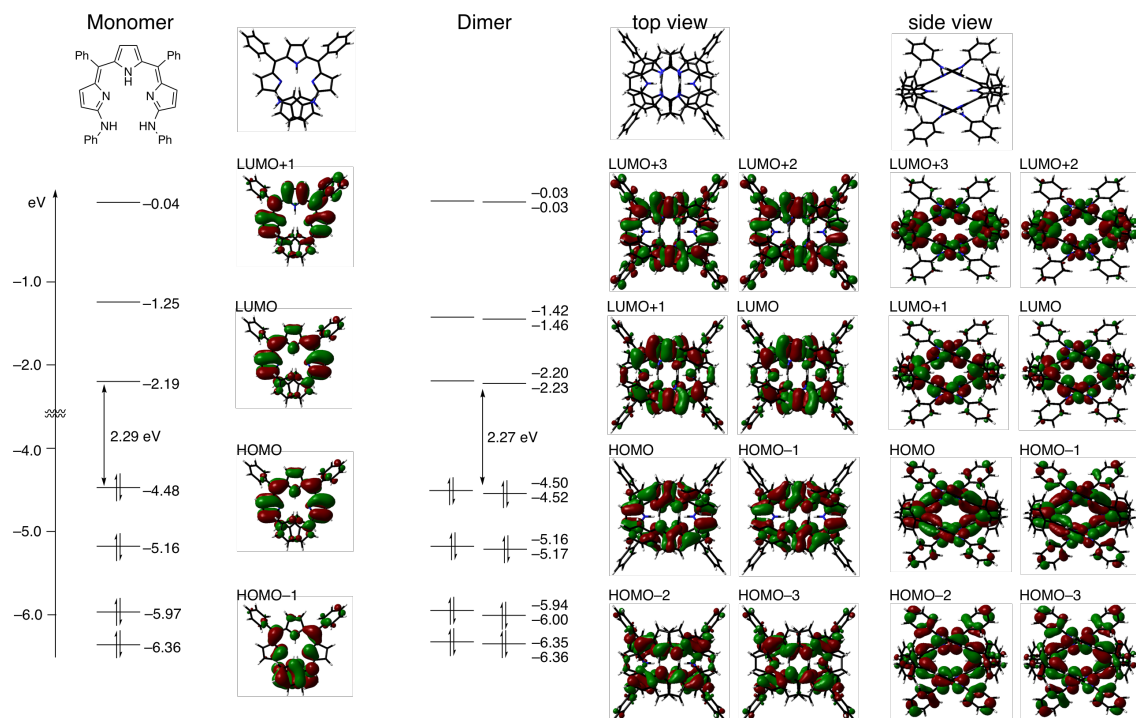 Monomer
Dimer
top view
side view
Ph
Ph
NH
N
N
NH
HN
Ph
Ph
eV
−1.0
−2.0
−4.0
−5.0
−6.0
−0.04
−1.25
−2.19
2.29 eV
−4.48
−5.16
−5.97
−6.36
LUMO+1
LUMO
HOMO
HOMO−1
−0.03
−0.03
−1.42
−1.46
−2.20
−2.23
2.27 eV
−4.50
−4.52
−5.16
−5.17
−5.94
−6.00
−6.35
−6.36
LUMO+3 LUMO+2
LUMO+1 LUMO
HOMO HOMO−1
HOMO−2 HOMO−3
LUMO+3 LUMO+2
LUMO+1 LUMO
HOMO HOMO−1
HOMO−2 HOMO−3